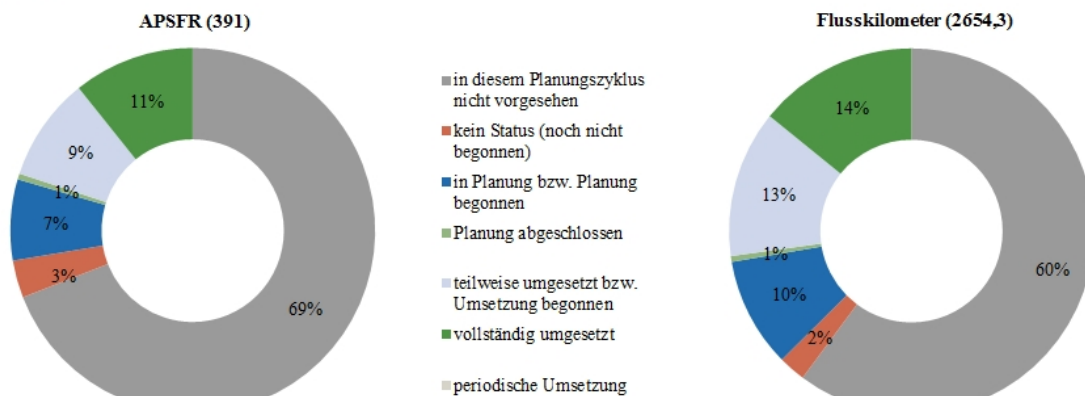 APSFR (391)
11%
9%
1%
7%
3%
69%
in diesem Planungszyklus
nicht vorgesehen
kein Status (noch nicht
begonnen)
in Planung bzw. Planung
begonnen
Planung abgeschlossen
teilweise umgesetzt bzw.
Umsetzung begonnen
vollständig umgesetzt
periodische Umsetzung
Flusskilometer (2654,3)
14%
13%
1%
10%
2%
60%